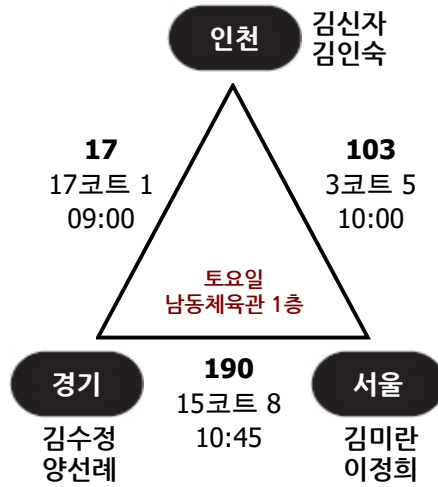 인천
김신자
김인숙
17
17코트 1
09:00
103
3코트 5
10:00
토요일
남동체육관 1층
경기
김수정
양선례
190
15코트 8
10:45
서울
김미란
이정희